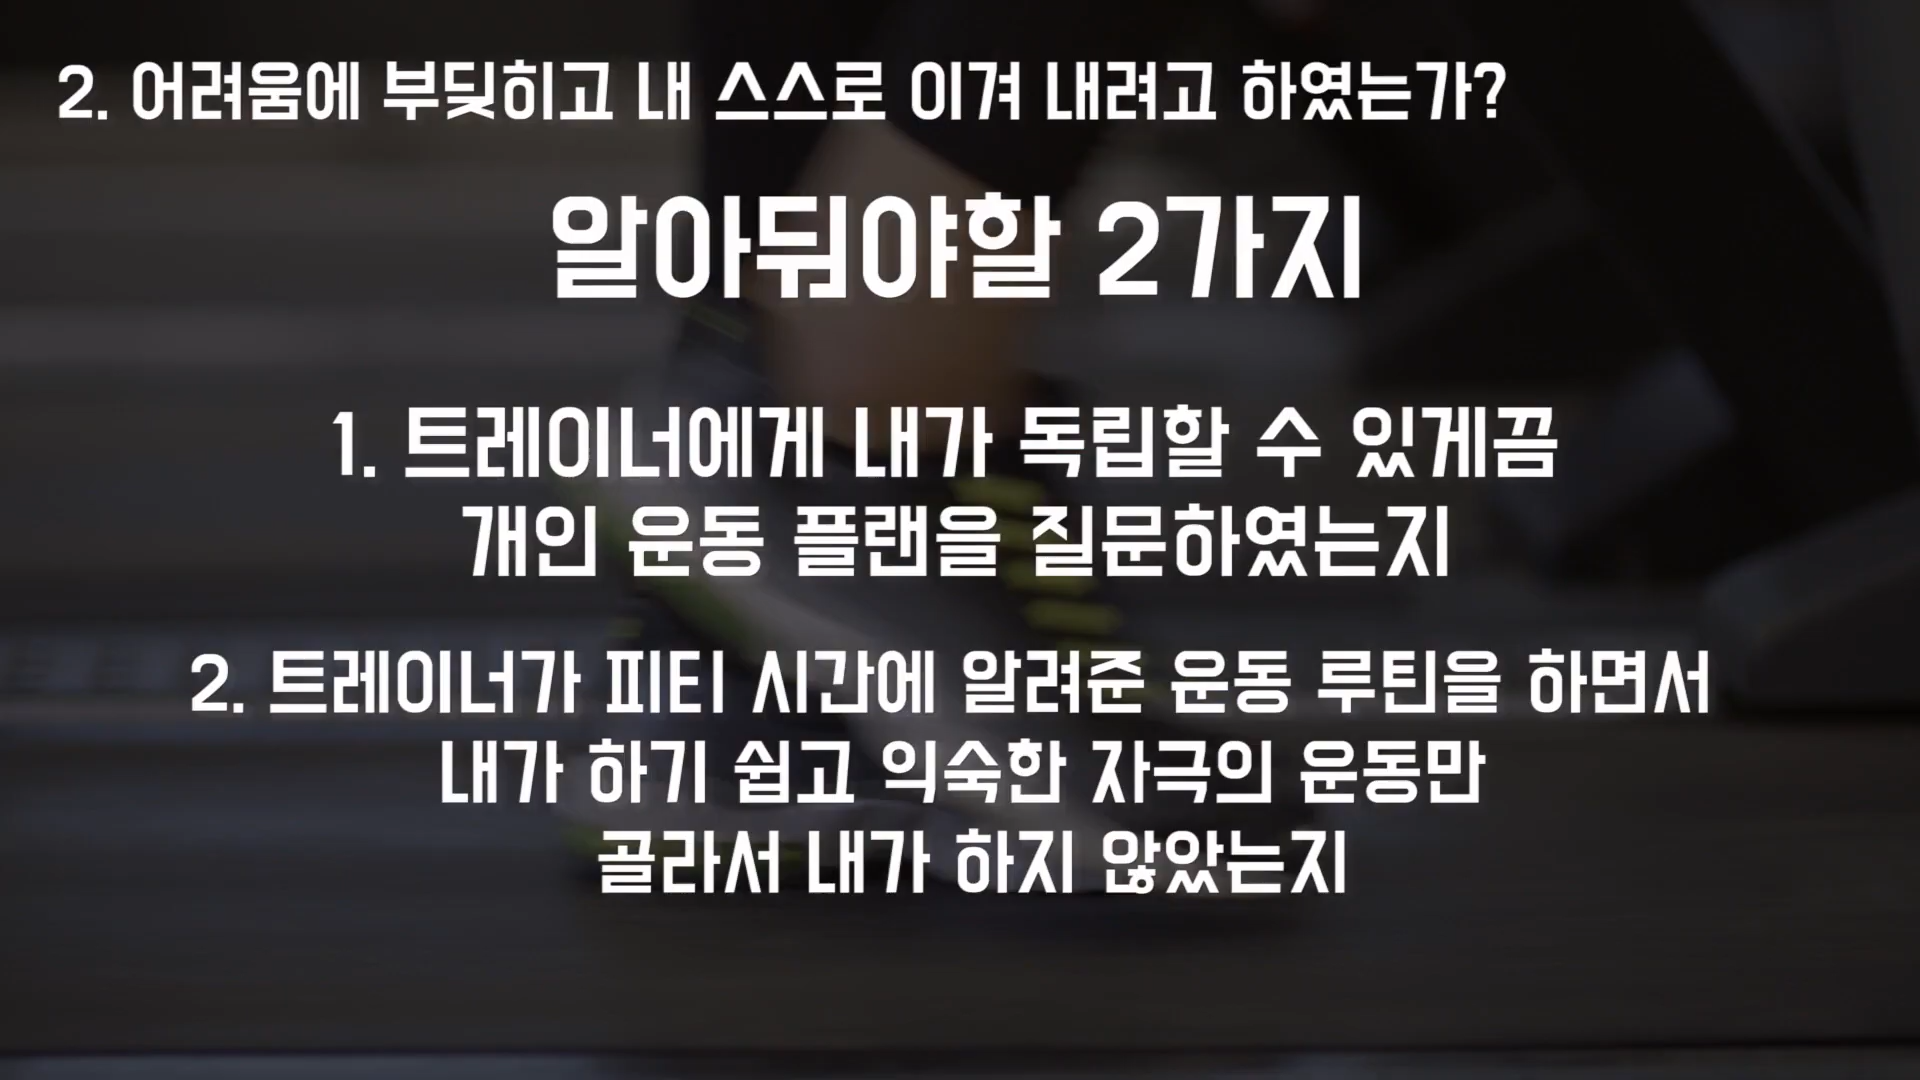 2. 어려움에 부딪히고 내 스스로 이겨 내려고 하였는가?
알아둬야할 2가지
1. 트레이너에게 내가 독립할 수 있게끔
개인 운동 플랜을 질문하였는지
2. 트레이너가 피티 시간에 알려준 운동 루틴을 하면서
내가 하기 쉽고 익숙한 자극의 운동만
골라서 내가 하지 않았는지